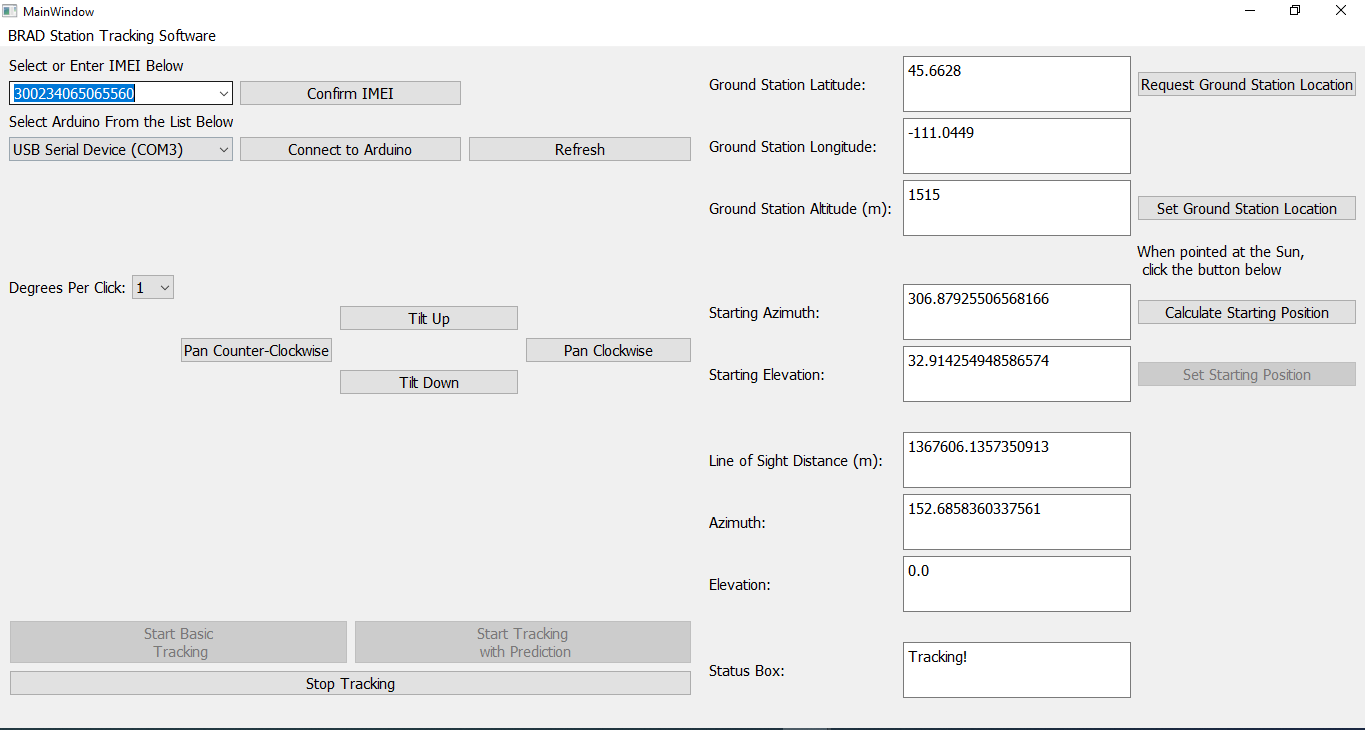 MainWindow
BRAD Station Tracking Software
Select or Enter IMEI Below
300234065065560
Confirm IMEI
Select Arduino From the List Below
USB Serial Device (COM3)
Connect to Arduino
Refresh
Degrees Per Click:
1
Tilt Up
Pan Counter-Clockwise
Pan Clockwise
Tilt Down
Start Basic
Tracking
Start Tracking
with Prediction
Stop Tracking
Ground Station Latitude:
45.6628
Request Ground Station Location
Ground Station Longitude:
-111.0449
Ground Station Altitude (m):
1515
Set Ground Station Location
When pointed at the Sun,
click the button below
Starting Azimuth:
306.87925506568166
Calculate Starting Position
Starting Elevation:
32.914254948586574
Set Starting Position
Line of Sight Distance (m):
1367606.1357350913
Azimuth:
152.6858360337561
Elevation:
0.0
Status Box:
Tracking!